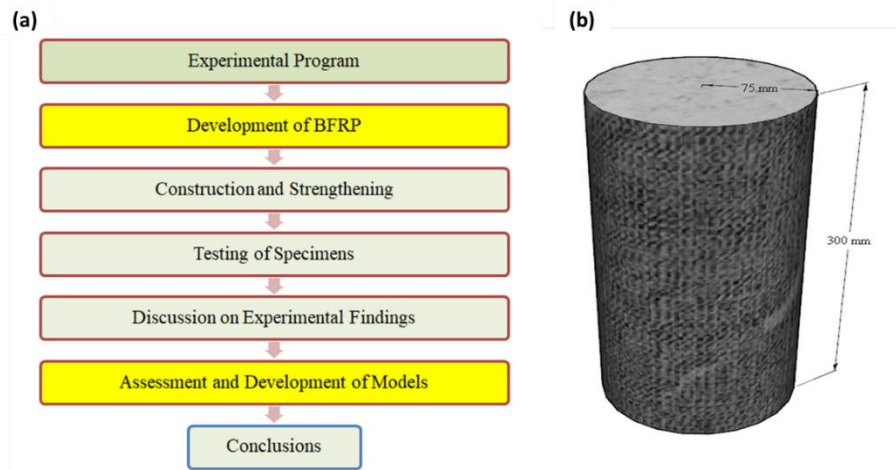 (a)
Experimental Program
Development of BFRP
Construction and Strengthening
Testing of Specimens
Discussion on Experimental Findings
Assessment and Development of Models
Conclusions
(b)
75 mm
300 mm